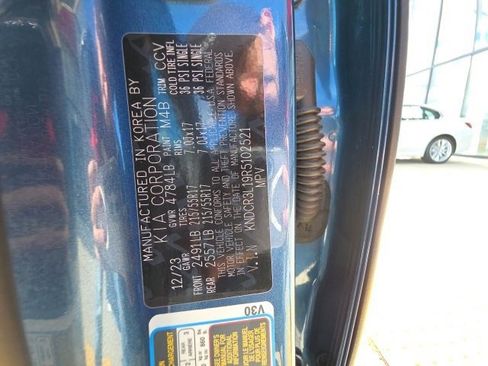 MANUFACTURED IN KOREA BY
KIA CORPORATION
12/23 GVWR 4784LB PAINT M4B TRIM CCV
GAWR TIRES RIMS COLD TIRE INFL
FRONT 2491LB 215/55R17 7.0Jx17 36 PSI SINGLE
REAR 2557LB 215/55R17 7.0Jx17 36 PSI SINGLE
THIS VEHICLE CONFORMS TO ALL APPLICABLE U.S.A. FEDERAL
MOTOR VEHICLE SAFETY AND THEFT PREVENTION STANDARDS
IN EFFECT ON THE DATE OF MANUFACTURE SHOWN ABOVE.
V.I.N KNDCR3L19R5102521
MPV
V30
ADDITIONAL
INFORMATION